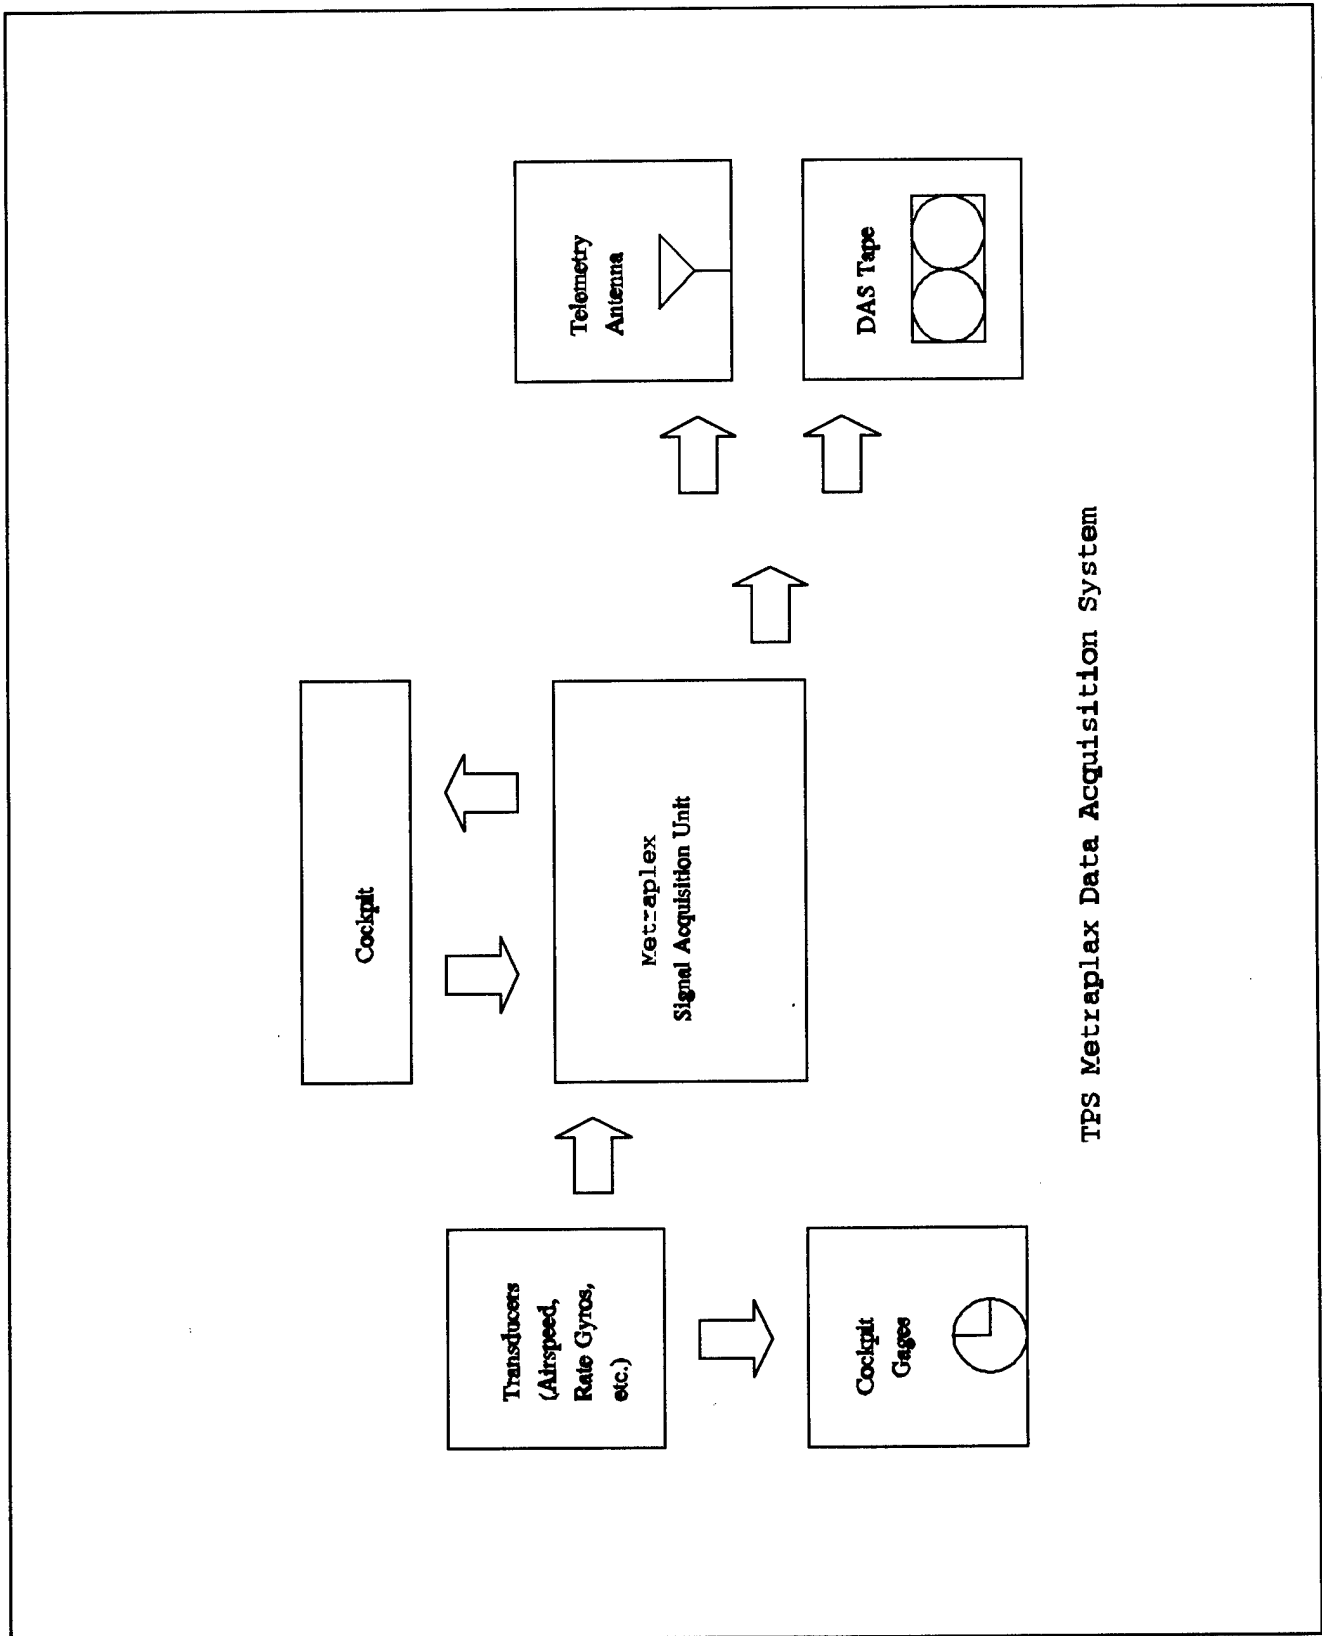 Cockpit
Transducers
(Airspeed,
Rate Gyros,
etc.)
Metraplex
Signal Acquisition Unit
Telemetry
Antenna
Cockpit
Gages
DAS Tape
TPS Metraplax Data Acquisition System